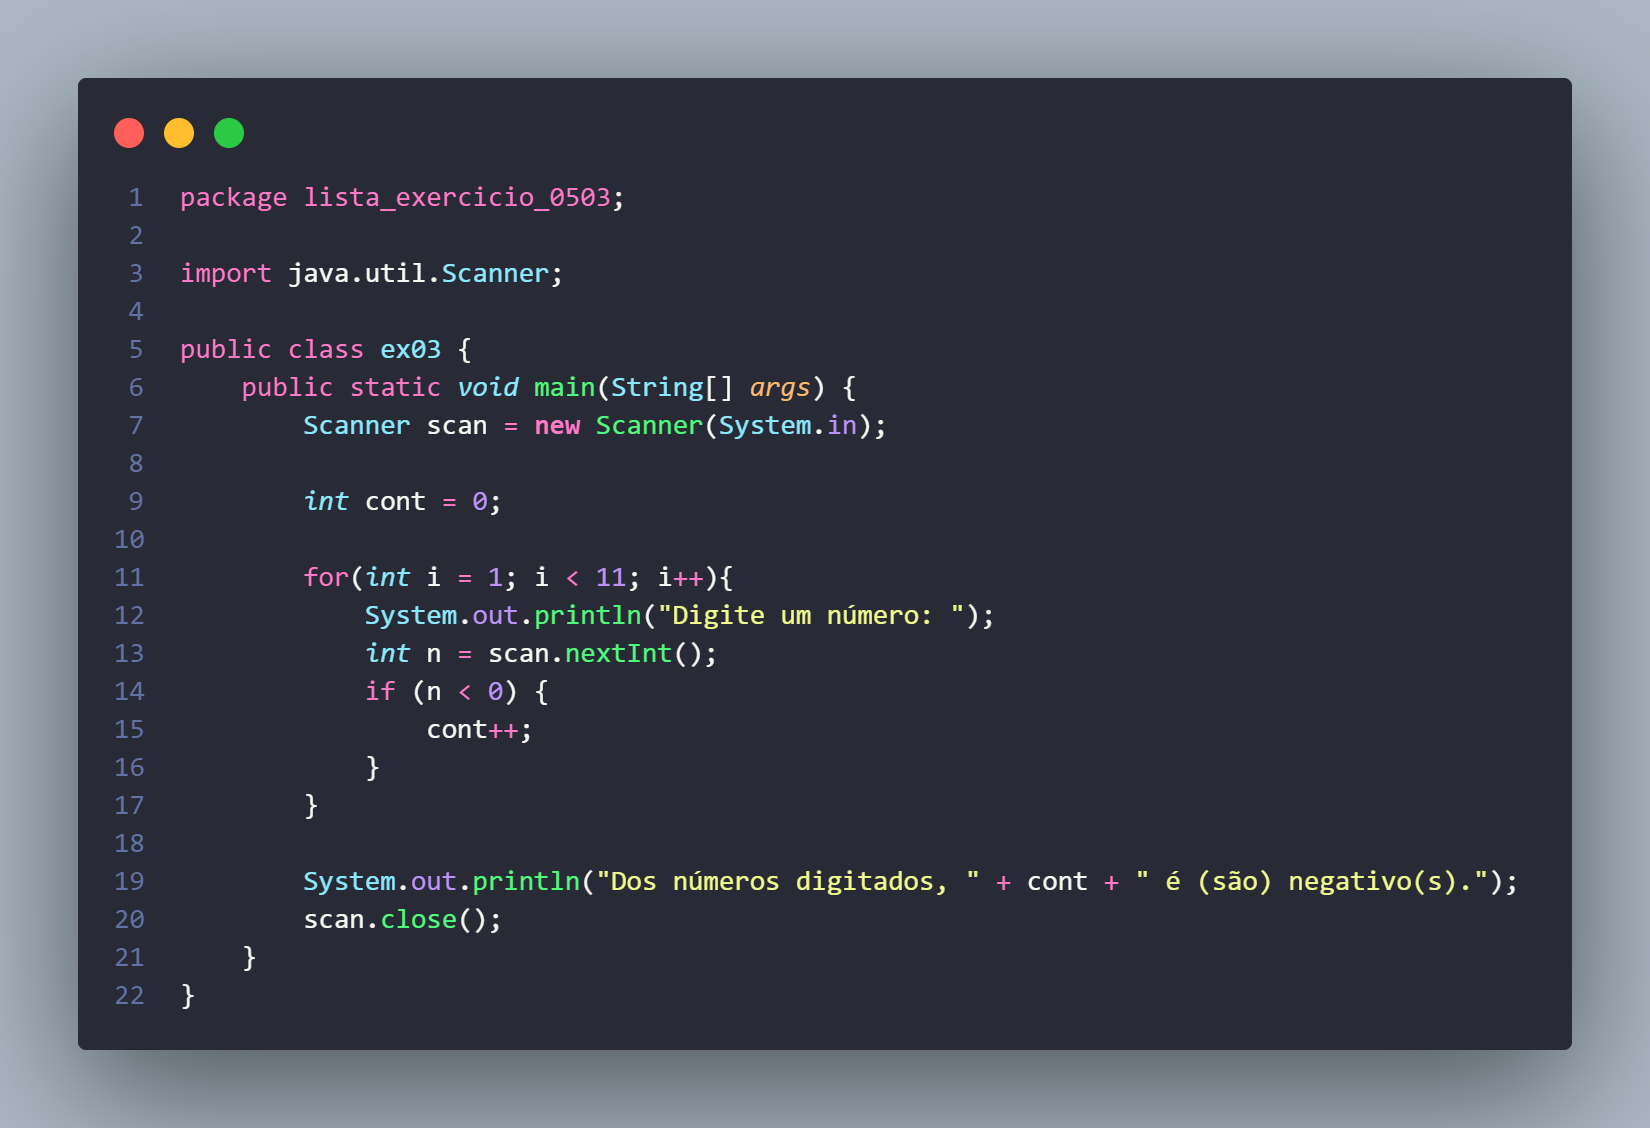 1 package lista_exercicio_0503;
2
3 import java.util.Scanner;
4
5 public class ex03 {
6     public static void main(String[] args) {
7         Scanner scan = new Scanner(System.in);
8
9         int cont = 0;
10
11         for(int i = 1; i < 11; i++){
12             System.out.println("Digite um número: ");
13             int n = scan.nextInt();
14             if (n < 0) {
15                 cont++;
16             }
17         }
18
19         System.out.println("Dos números digitados, " + cont + " é (são) negativo(s).");
20         scan.close();
21     }
22 }